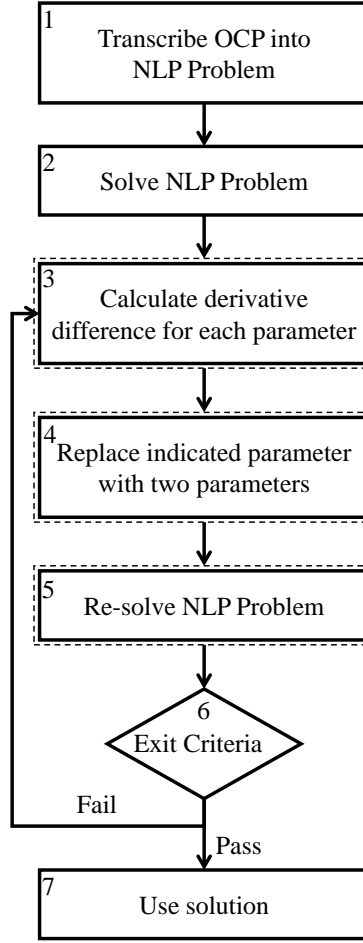 1
Transcribe OCP into
NLP Problem
2
Solve NLP Problem
3
Calculate derivative
difference for each parameter
4
Replace indicated parameter
with two parameters
5
Re-solve NLP Problem
6
Exit Criteria
Fail
Pass
7
Use solution